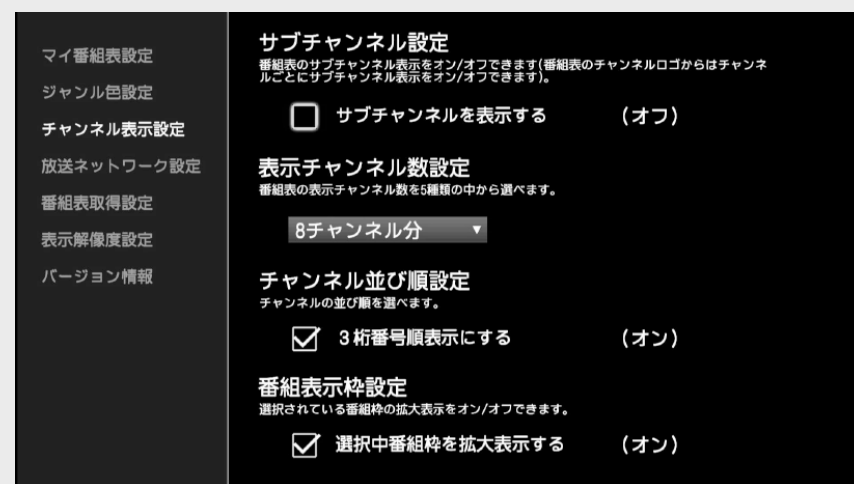 マイ番組表設定
ジャンル色設定
チャンネル表示設定
放送ネットワーク設定
番組表取得設定
表示解像度設定
バージョン情報
サブチャンネル設定
番組表のサブチャンネル表示をオン/オフできます(番組表のチャンネルロゴからはチャンネ
ルごとにサブチャンネル表示をオン/オフできます)。
サブチャンネルを表示する (オフ)
表示チャンネル数設定
番組表の表示チャンネル数を5種類の中から選べます。
8チャンネル分 ▼
チャンネル並び順設定
チャンネルの並び順を選べます。
3桁番号順表示にする (オン)
番組表示枠設定
選択されている番組枠の拡大表示をオン/オフできます。
選択中番組枠を拡大表示する (オン)